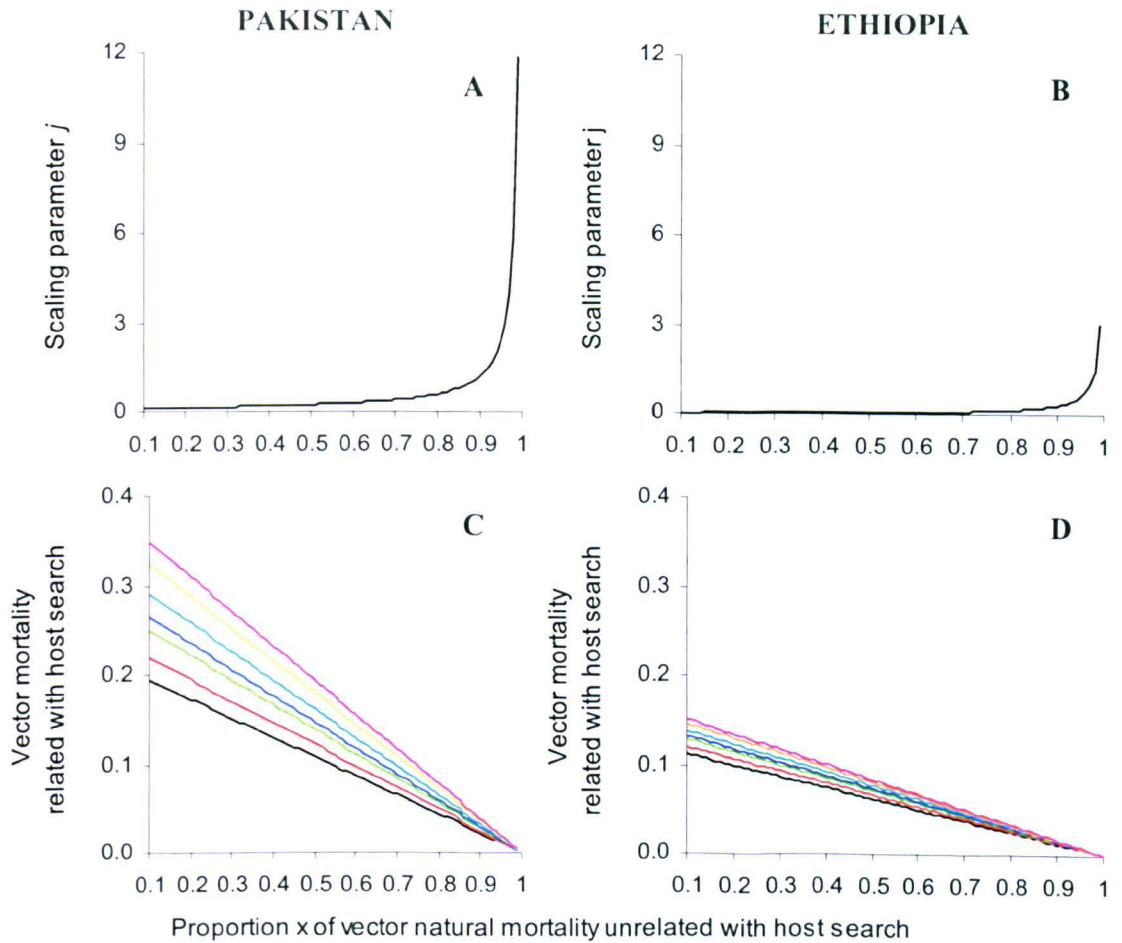 PAKISTAN
ETHIOPIA
A
Scaling parameter j
12
9
6
3
0
0.1 0.2 0.3 0.4 0.5 0.6 0.7 0.8 0.9 1
B
Scaling parameter j
12
9
6
3
0
0.1 0.2 0.3 0.4 0.5 0.6 0.7 0.8 0.9 1
C
Vector mortality
related with host search
0.4
0.3
0.2
0.1
0.0
0.1 0.2 0.3 0.4 0.5 0.6 0.7 0.8 0.9 1
D
Vector mortality
related with host search
0.4
0.3
0.2
0.1
0.0
0.1 0.2 0.3 0.4 0.5 0.6 0.7 0.8 0.9 1
Proportion x of vector natural mortality unrelated with host search